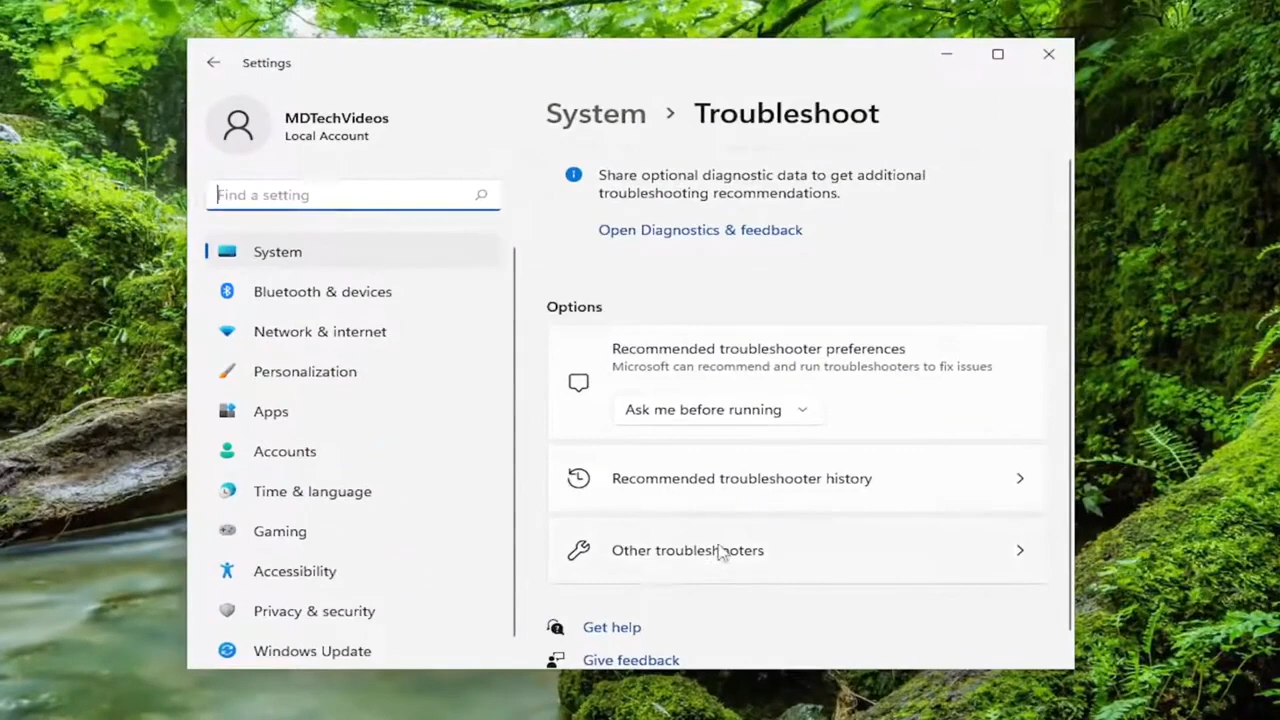 Settings
MDTechVideos
Local Account
Find a setting
System
Bluetooth & devices
Network & internet
Personalization
Apps
Accounts
Time & language
Gaming
Accessibility
Privacy & security
Windows Update
System > Troubleshoot
Share optional diagnostic data to get additional
troubleshooting recommendations.
Open Diagnostics & feedback
Options
Recommended troubleshooter preferences
Microsoft can recommend and run troubleshooters to fix issues
Ask me before running
Recommended troubleshooter history
Other troubleshooters
Get help
Give feedback